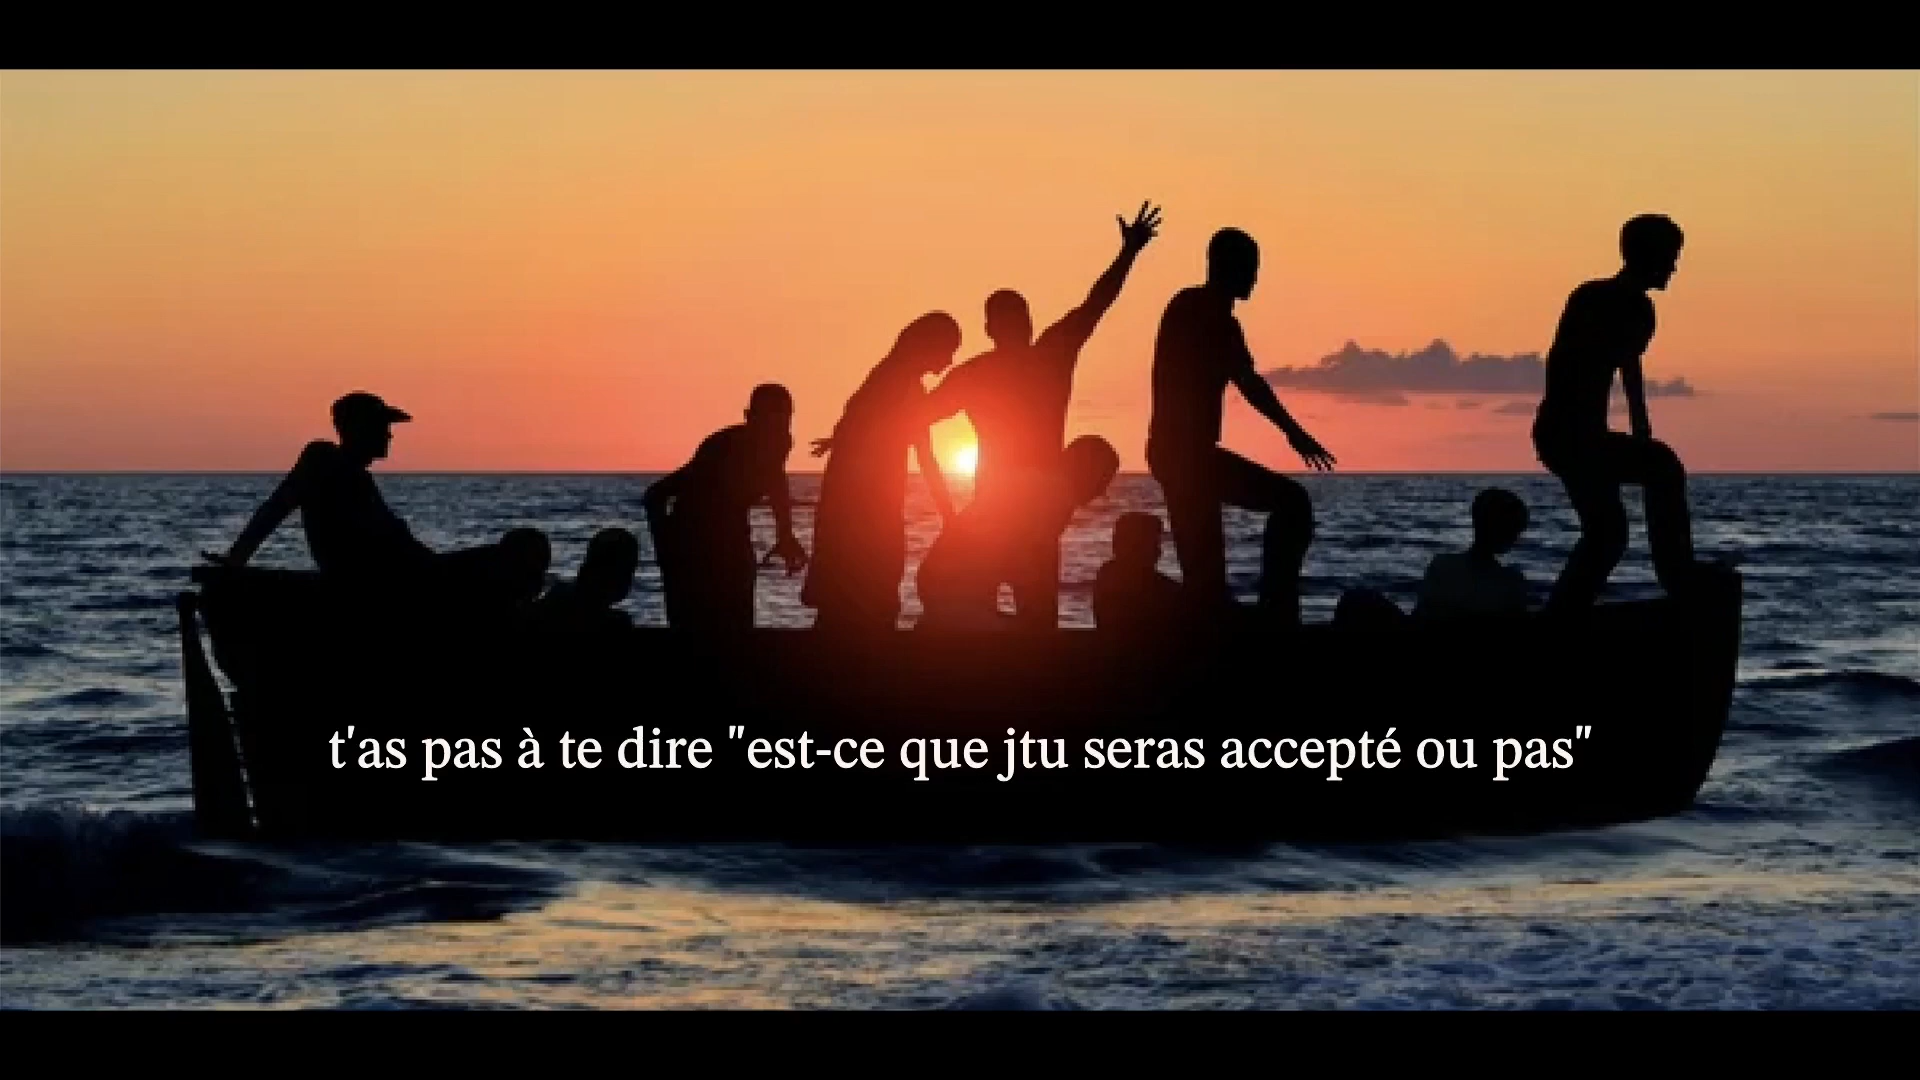 t'as pas à te dire "est-ce que jtu seras accepté ou pas"